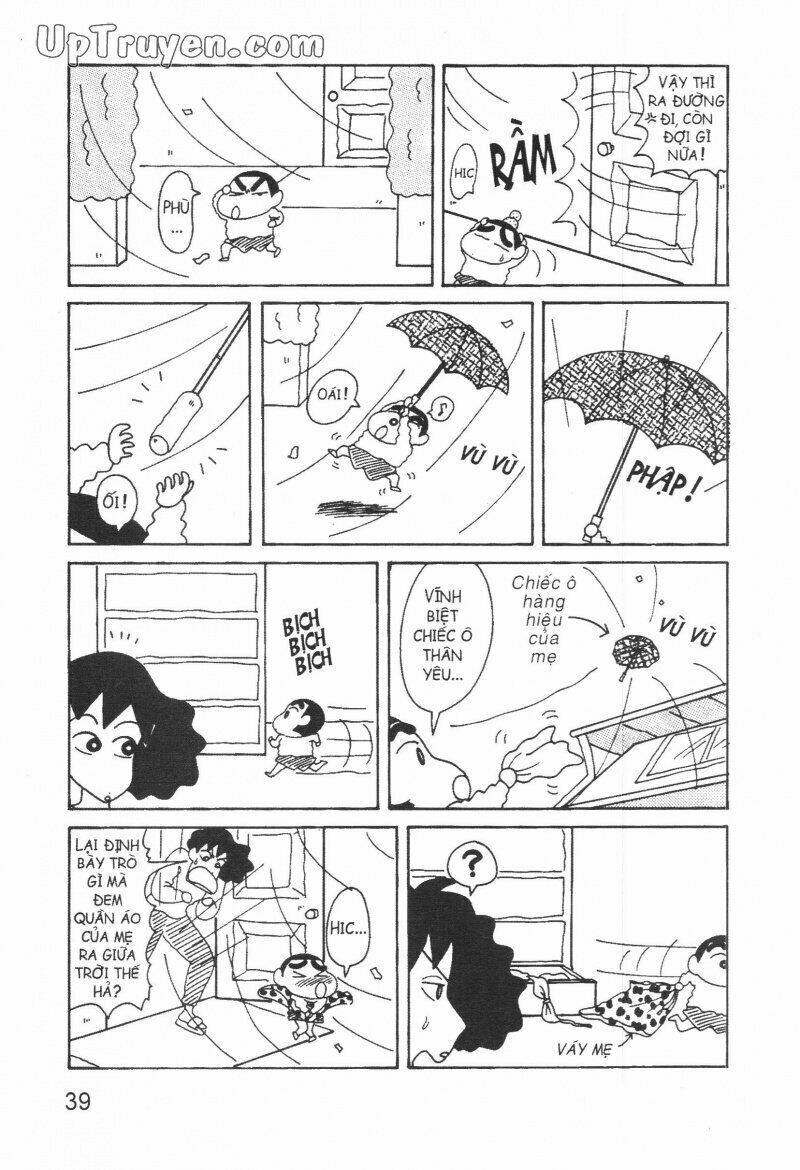 UpTruyen.com
VẬY THÌ
RA ĐƯỜNG
ĐI, CÒN
ĐỢI GÌ
NỮA!
RẦM
HIC
PHÙ
...
PHẬP!
OÁI!
VÙ VÙ
ỐI!
Chiếc ô
hàng
hiệu
của
mẹ
VÙ VÙ
VĨNH
BIỆT
CHIẾC Ô
THÂN
YÊU...
BỊCH
BỊCH
BỊCH
?
VÁY MẸ
HIC...
LẠI ĐỊNH
BÀY TRÒ
GÌ MÀ
ĐEM
QUẦN ÁO
CỦA MẸ
RA GIỮA
TRỜI THẾ
HẢ?
39